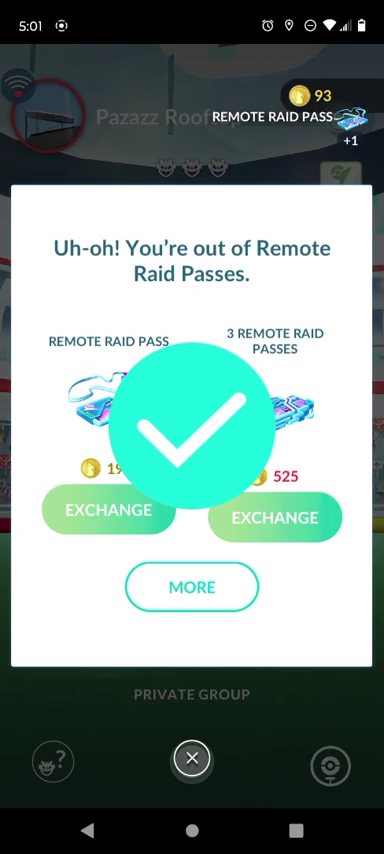 5:01
93
Pazazz Roof
REMOTE RAID PASS
+1
Uh-oh! You're out of Remote
Raid Passes.
REMOTE RAID PASS
3 REMOTE RAID
PASSES
525
EXCHANGE
EXCHANGE
MORE
PRIVATE GROUP
?